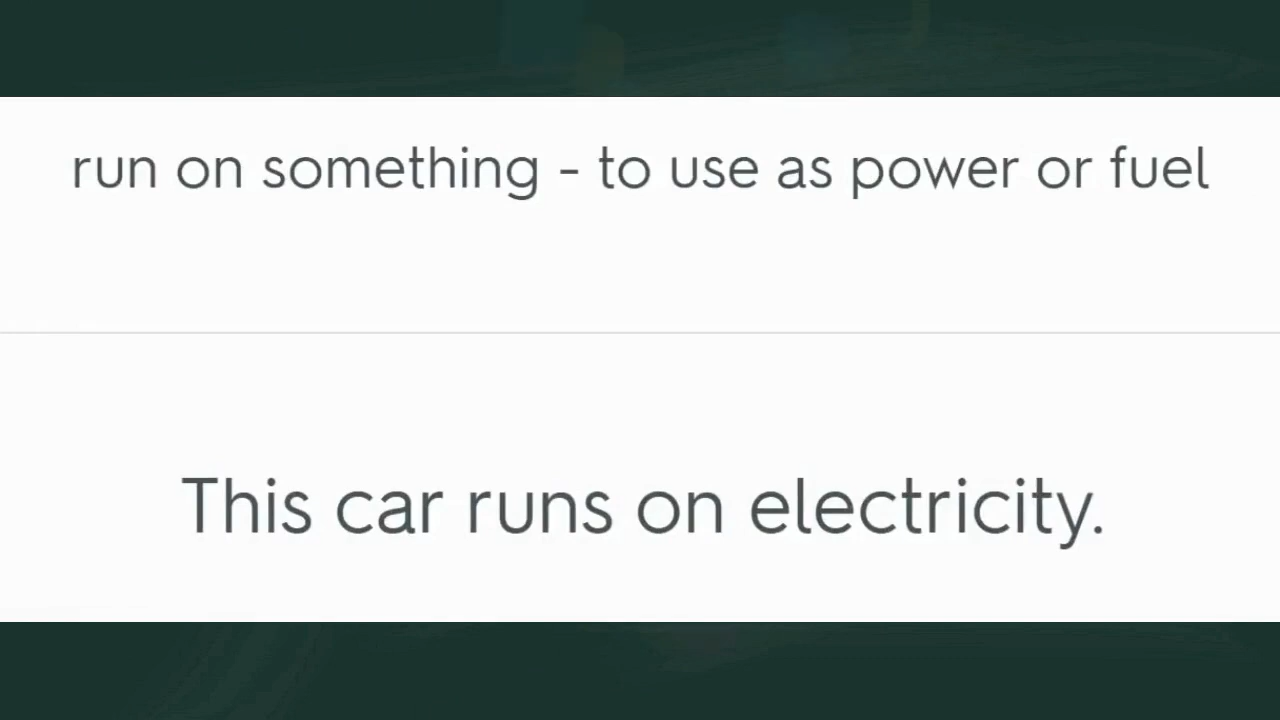 run on something - to use as power or fuel
This car runs on electricity.